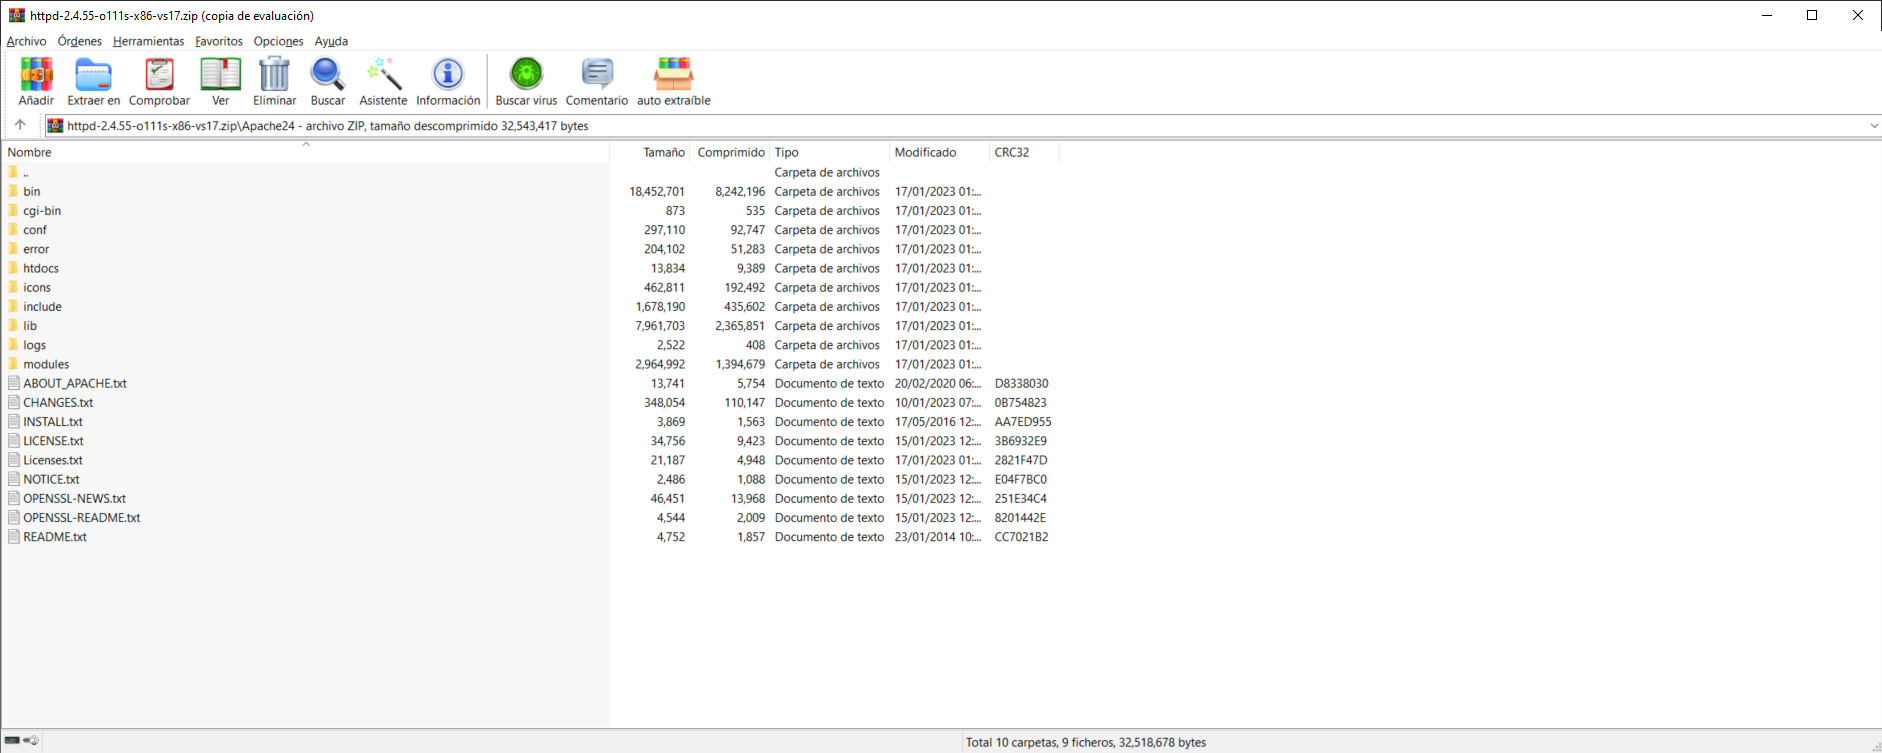 httpd-2.4.55-o111s-x86-vs17.zip (copia de evaluación)
Archivo Órdenes Herramientas Favoritos Opciones Ayuda
Añadir Extraer en Comprobar Ver Eliminar Buscar Asistente Información Buscar virus Comentario auto extraíble
httpd-2.4.55-o111s-x86-vs17.zip\Apache24 - archivo ZIP, tamaño descomprimido 32,543,417 bytes
Nombre Tamaño Comprimido Tipo Modificado CRC32
.. Carpeta de archivos
bin 18,452,701 8,242,196 Carpeta de archivos 17/01/2023 01:...
cgi-bin 873 535 Carpeta de archivos 17/01/2023 01:...
conf 297,110 92,747 Carpeta de archivos 17/01/2023 01:...
error 204,102 51,283 Carpeta de archivos 17/01/2023 01:...
htdocs 13,834 9,389 Carpeta de archivos 17/01/2023 01:...
icons 462,811 192,492 Carpeta de archivos 17/01/2023 01:...
include 1,678,190 435,602 Carpeta de archivos 17/01/2023 01:...
lib 7,961,703 2,365,851 Carpeta de archivos 17/01/2023 01:...
logs 2,522 408 Carpeta de archivos 17/01/2023 01:...
modules 2,964,992 1,394,679 Carpeta de archivos 17/01/2023 01:...
ABOUT_APACHE.txt 13,741 5,754 Documento de texto 20/02/2020 06:... D8338030
CHANGES.txt 348,054 110,147 Documento de texto 10/01/2023 07:... 0B754823
INSTALL.txt 3,869 1,563 Documento de texto 17/05/2016 12:... AA7ED955
LICENSE.txt 34,756 9,423 Documento de texto 15/01/2023 12:... 3B6932E9
Licenses.txt 21,187 4,948 Documento de texto 17/01/2023 01:... 2821F47D
NOTICE.txt 2,486 1,088 Documento de texto 15/01/2023 12:... E04F7BC0
OPENSSL-NEWS.txt 46,451 13,968 Documento de texto 15/01/2023 12:... 251E34C4
OPENSSL-README.txt 4,544 2,009 Documento de texto 15/01/2023 12:... 8201442E
README.txt 4,752 1,857 Documento de texto 23/01/2014 10:... CC7021B2
Total 10 carpetas, 9 ficheros, 32,518,678 bytes